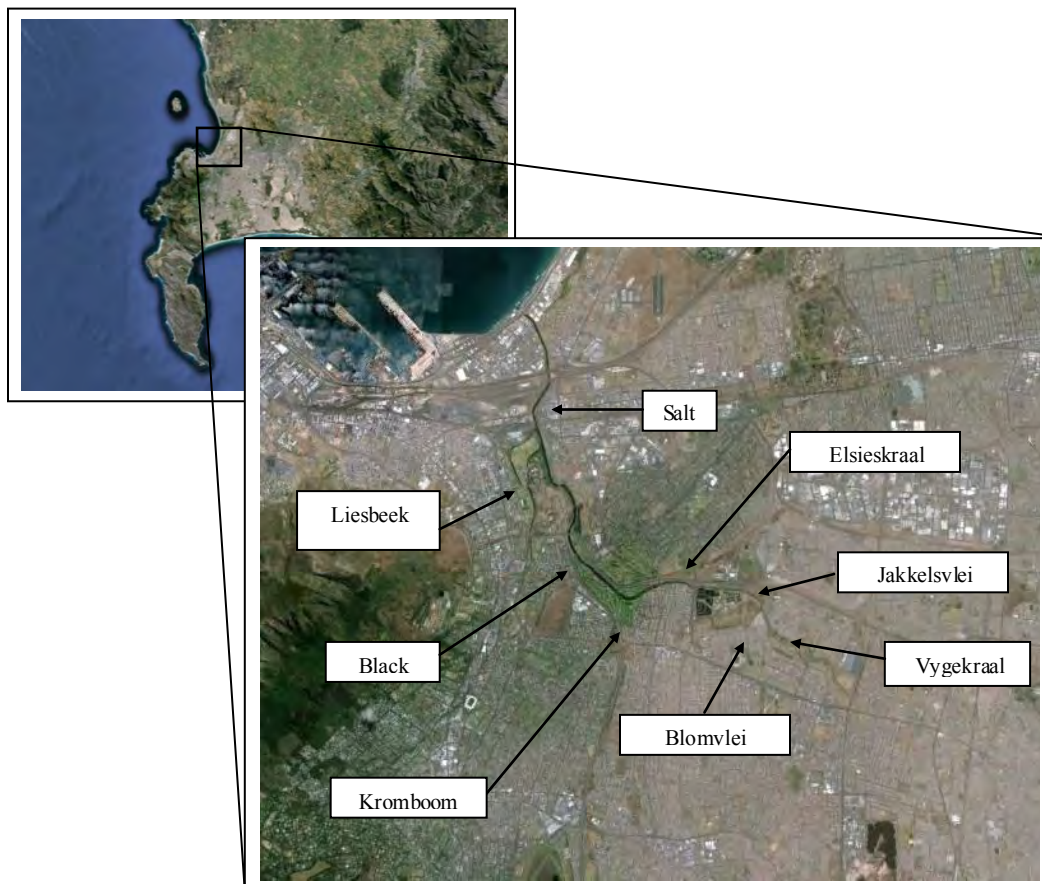 Salt
Elsieskraal
Liesbeek
Jakkelsvlei
Black
Vygekraal
Blomvlei
Kromboom